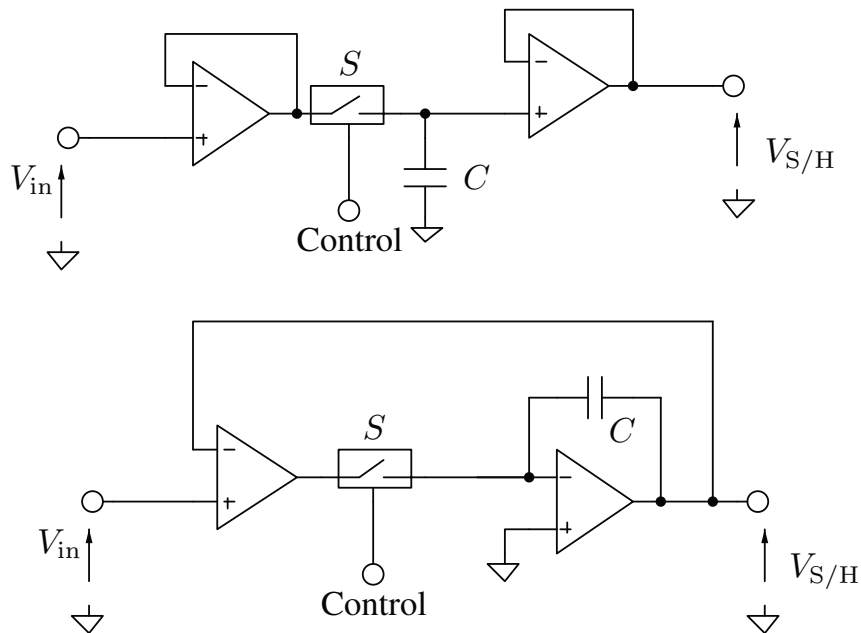 S
−
+
−
+
V_in
C
V_S/H
Control
S
−
+
C
−
+
V_in
V_S/H
Control